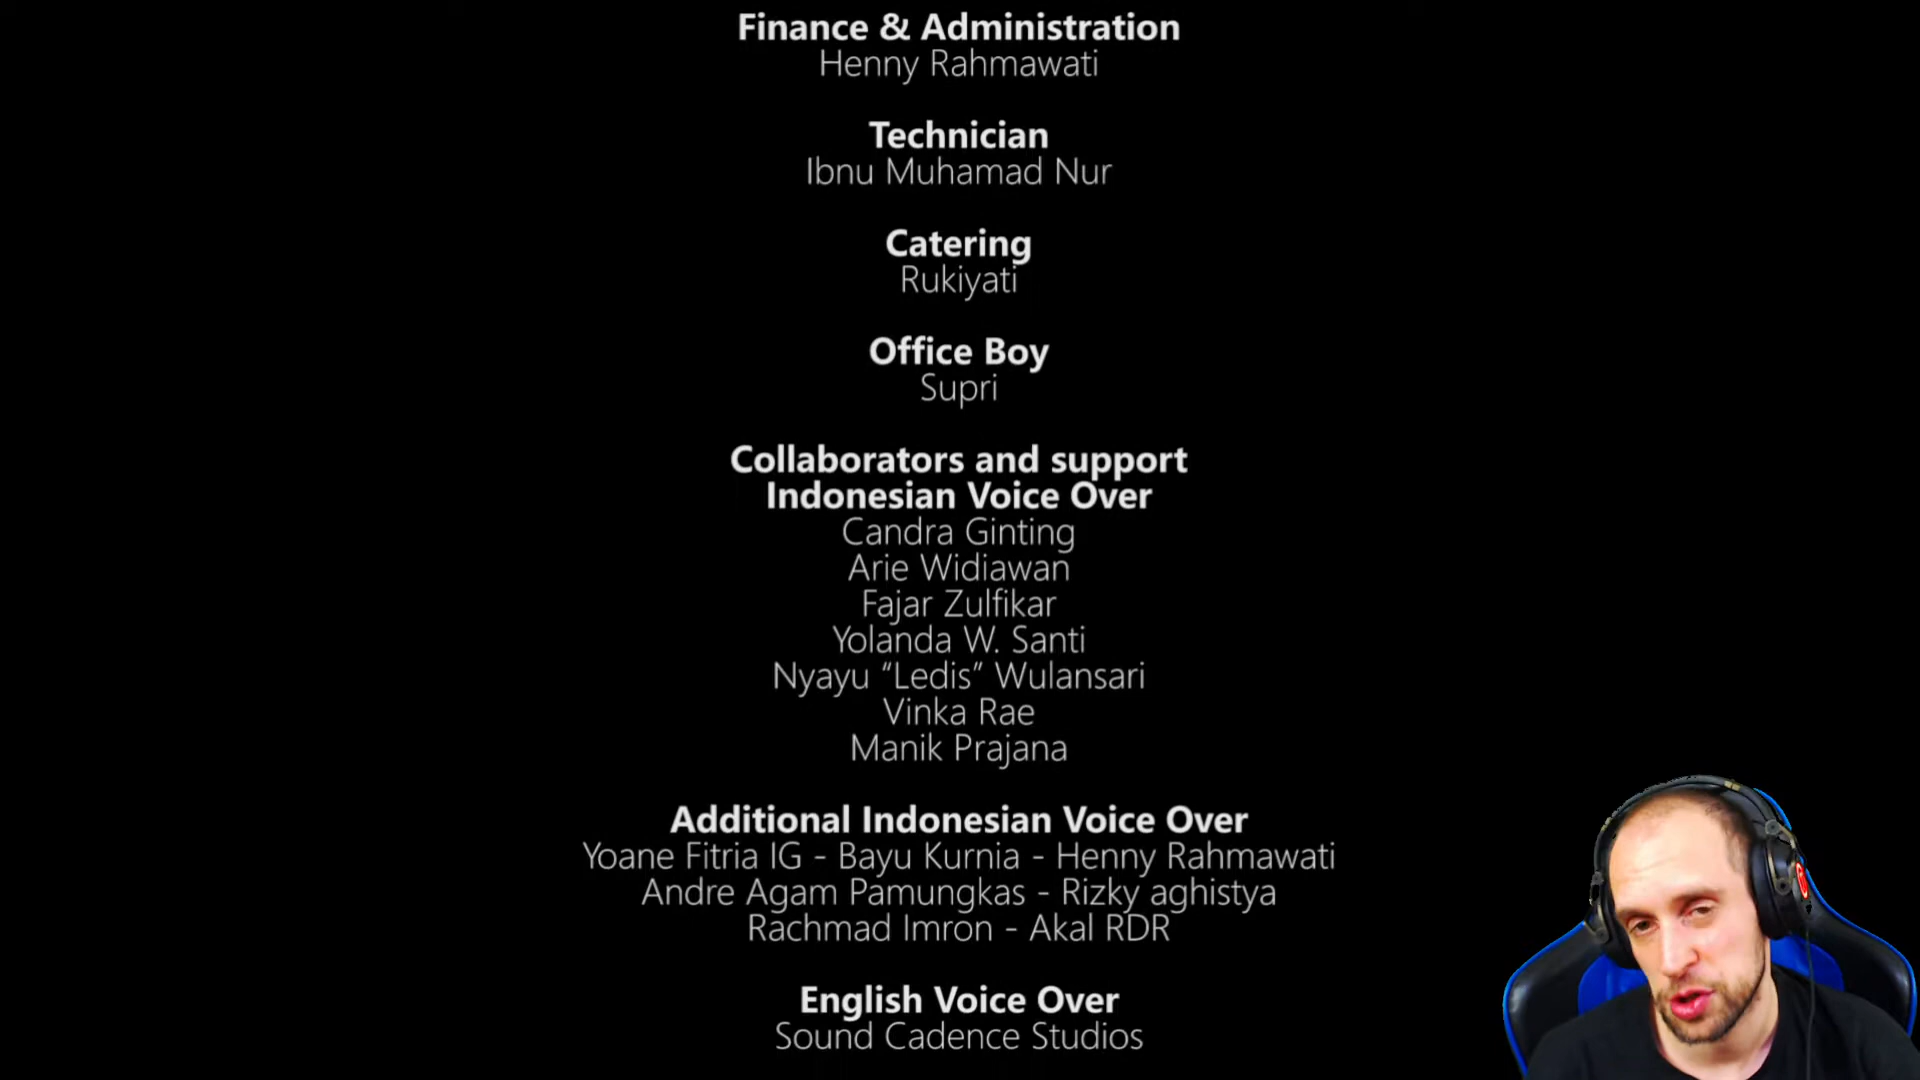 Finance & Administration
Henny Rahmawati
Technician
Ibnu Muhamad Nur
Catering
Rukiyati
Office Boy
Supri
Collaborators and support
Indonesian Voice Over
Candra Ginting
Arie Widiawan
Fajar Zulfikar
Yolanda W. Santi
Nyayu “Ledis” Wulansari
Vinka Rae
Manik Prajana
Additional Indonesian Voice Over
Yoane Fitria IG - Bayu Kurnia - Henny Rahmawati
Andre Agam Pamungkas - Rizky aghistya
Rachmad Imron - Akal RDR
English Voice Over
Sound Cadence Studios